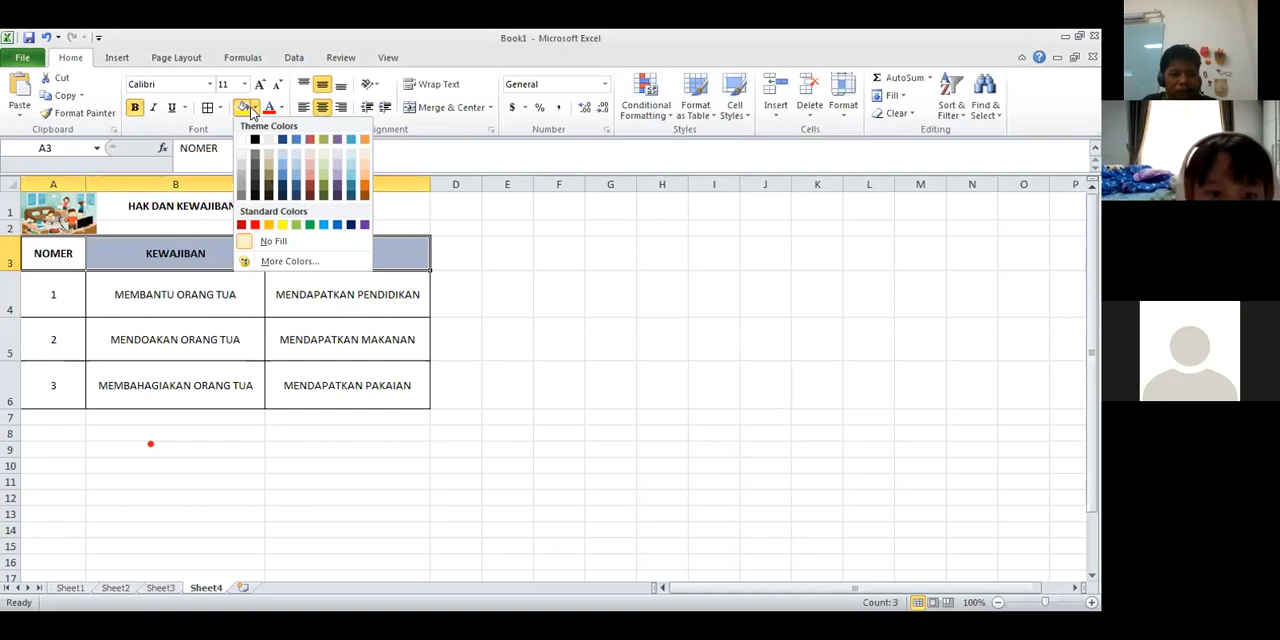 Book1 - Microsoft Excel
File Home Insert Page Layout Formulas Data Review View
Cut
Calibri 11 Wrap Text General AutoSum
Paste Copy Fill
Format Painter B I U Merge & Center $ % , Conditional Formatting Format as Table Cell Styles Insert Delete Format Clear Sort & Filter Find & Select
Clipboard Font Alignment Number Styles Cells Editing
A3 fx NOMER
Theme Colors
Standard Colors
No Fill
More Colors...
A B D E F G H I J K L M N O P
1 HAK DAN KEWAJIBAN
2
3 NOMER KEWAJIBAN
4 1 MEMBANTU ORANG TUA MENDAPATKAN PENDIDIKAN
5 2 MENDOAKAN ORANG TUA MENDAPATKAN MAKANAN
6 3 MEMBAHAGIAKAN ORANG TUA MENDAPATKAN PAKAIAN
7
8
9
10
11
12
13
14
15
16
17
Sheet1 Sheet2 Sheet3 Sheet4
Ready Count: 3 100%